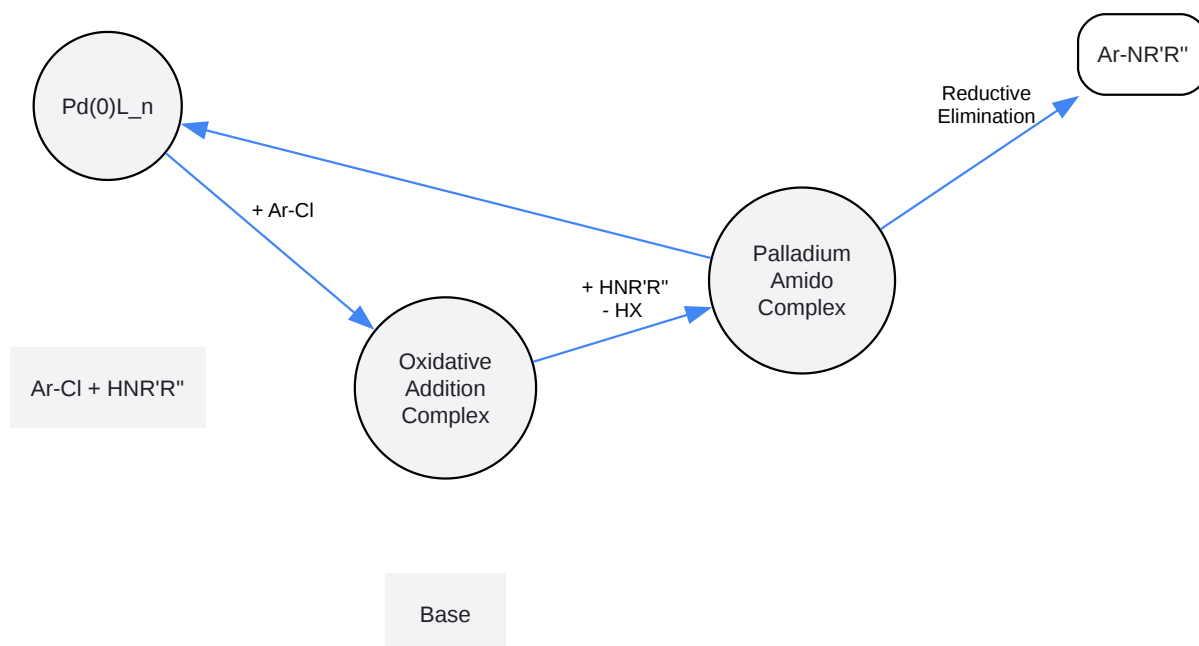 Pd(0)L_n
Ar-NR'R"
Reductive
Elimination
+ Ar-Cl
Palladium
Amido
Complex
+ HNR'R"
- HX
Oxidative
Addition
Complex
Ar-Cl + HNR'R"
Base